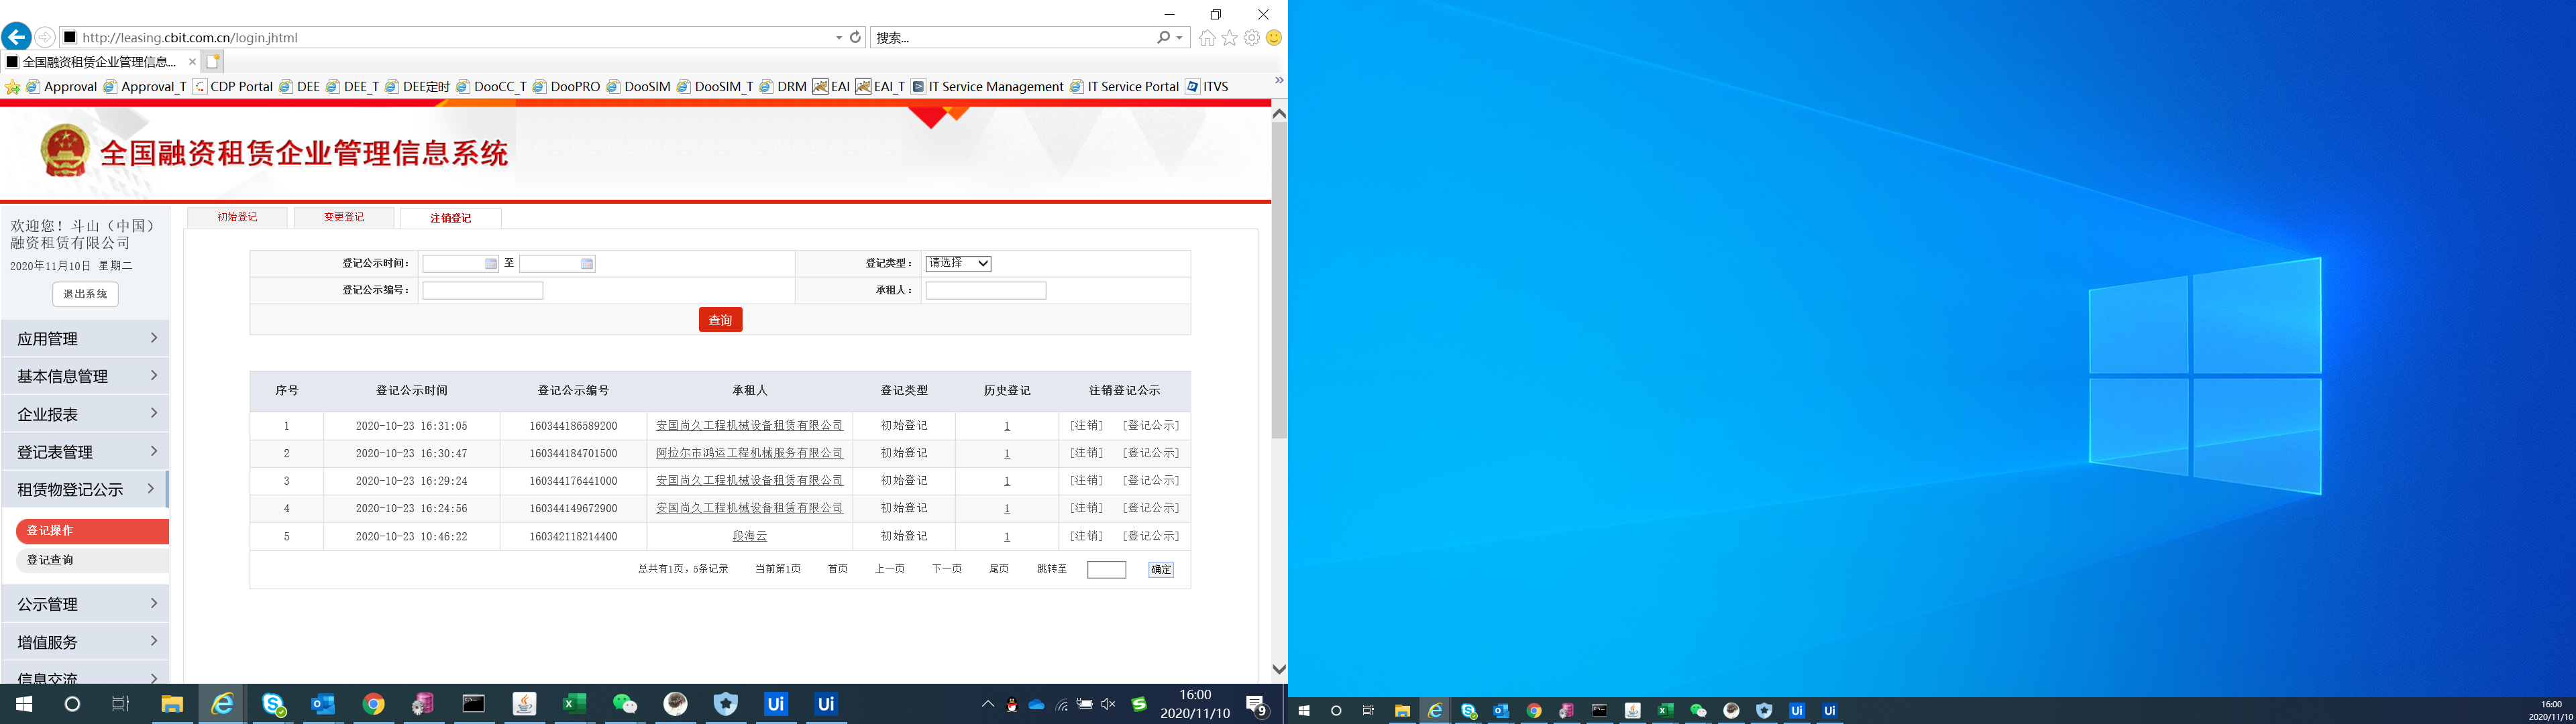 http://leasing.cbit.com.cn/login.jhtml
搜索...
全国融资租赁企业管理信息...
Approval Approval_T CDP Portal DEE DEE_T DEE定时 DooCC_T DooPRO DooSIM DooSIM_T DRM EAI EAI_T IT Service Management IT Service Portal ITVS
全国融资租赁企业管理信息系统
欢迎您！斗山（中国）
融资租赁有限公司
2020年11月10日 星期二
退出系统
应用管理
基本信息管理
企业报表
登记表管理
租赁物登记公示
登记操作
登记查询
公示管理
增值服务
信息交流
初始登记 变更登记 注销登记
登记公示时间： 至 登记类型： 请选择
登记公示编号： 承租人：
查询
序号 登记公示时间 登记公示编号 承租人 登记类型 历史登记 注销登记公示
1 2020-10-23 16:31:05 160344186589200 安国尚久工程机械设备租赁有限公司 初始登记 1 [注销] [登记公示]
2 2020-10-23 16:30:47 160344184701500 阿拉尔市鸿运工程机械服务有限公司 初始登记 1 [注销] [登记公示]
3 2020-10-23 16:29:24 160344176441000 安国尚久工程机械设备租赁有限公司 初始登记 1 [注销] [登记公示]
4 2020-10-23 16:24:56 160344149672900 安国尚久工程机械设备租赁有限公司 初始登记 1 [注销] [登记公示]
5 2020-10-23 10:46:22 160342118214400 段海云 初始登记 1 [注销] [登记公示]
总共有1页，5条记录 当前第1页 首页 上一页 下一页 尾页 跳转至 确定
Ui Ui
16:00
2020/11/10
9
Ui Ui
16:00
2020/11/10